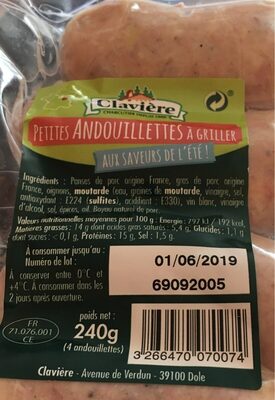 Clavière
CHARCUTIER DEPUIS
PETITES ANDOUILLETTES À GRILLER
AUX SAVEURS DE L'ÉTÉ !
Ingrédients : Panses de porc origine France, gras de porc origine
France, oignons, moutarde (eau, graines de moutarde, vinaigre, sel,
antioxydant : E224 (sulfites), acidifiant : E330), vin blanc, vinaigre
d'alcool, sel, épices, ail. Boyau naturel de porc.
Valeurs nutritionnelles moyennes pour 100 g : Energie : 797 kJ / 192 kcal,
Matières grasses : 14 g dont acides gras saturés : 5,4 g, Glucides : 1,1 g
dont sucres : < 0,1 g, Protéines : 15 g, Sel : 1,5 g.
À consommer jusqu'au : 01/06/2019
Numéro de lot : 69092005
À conserver entre 0°C et
+4°C. À consommer dans les
2 jours après ouverture.
FR
71.076.001
CE
poids net :
240g
(4 andouillettes)
3 266470 070074
Clavière - Avenue de Verdun - 39100 Dole